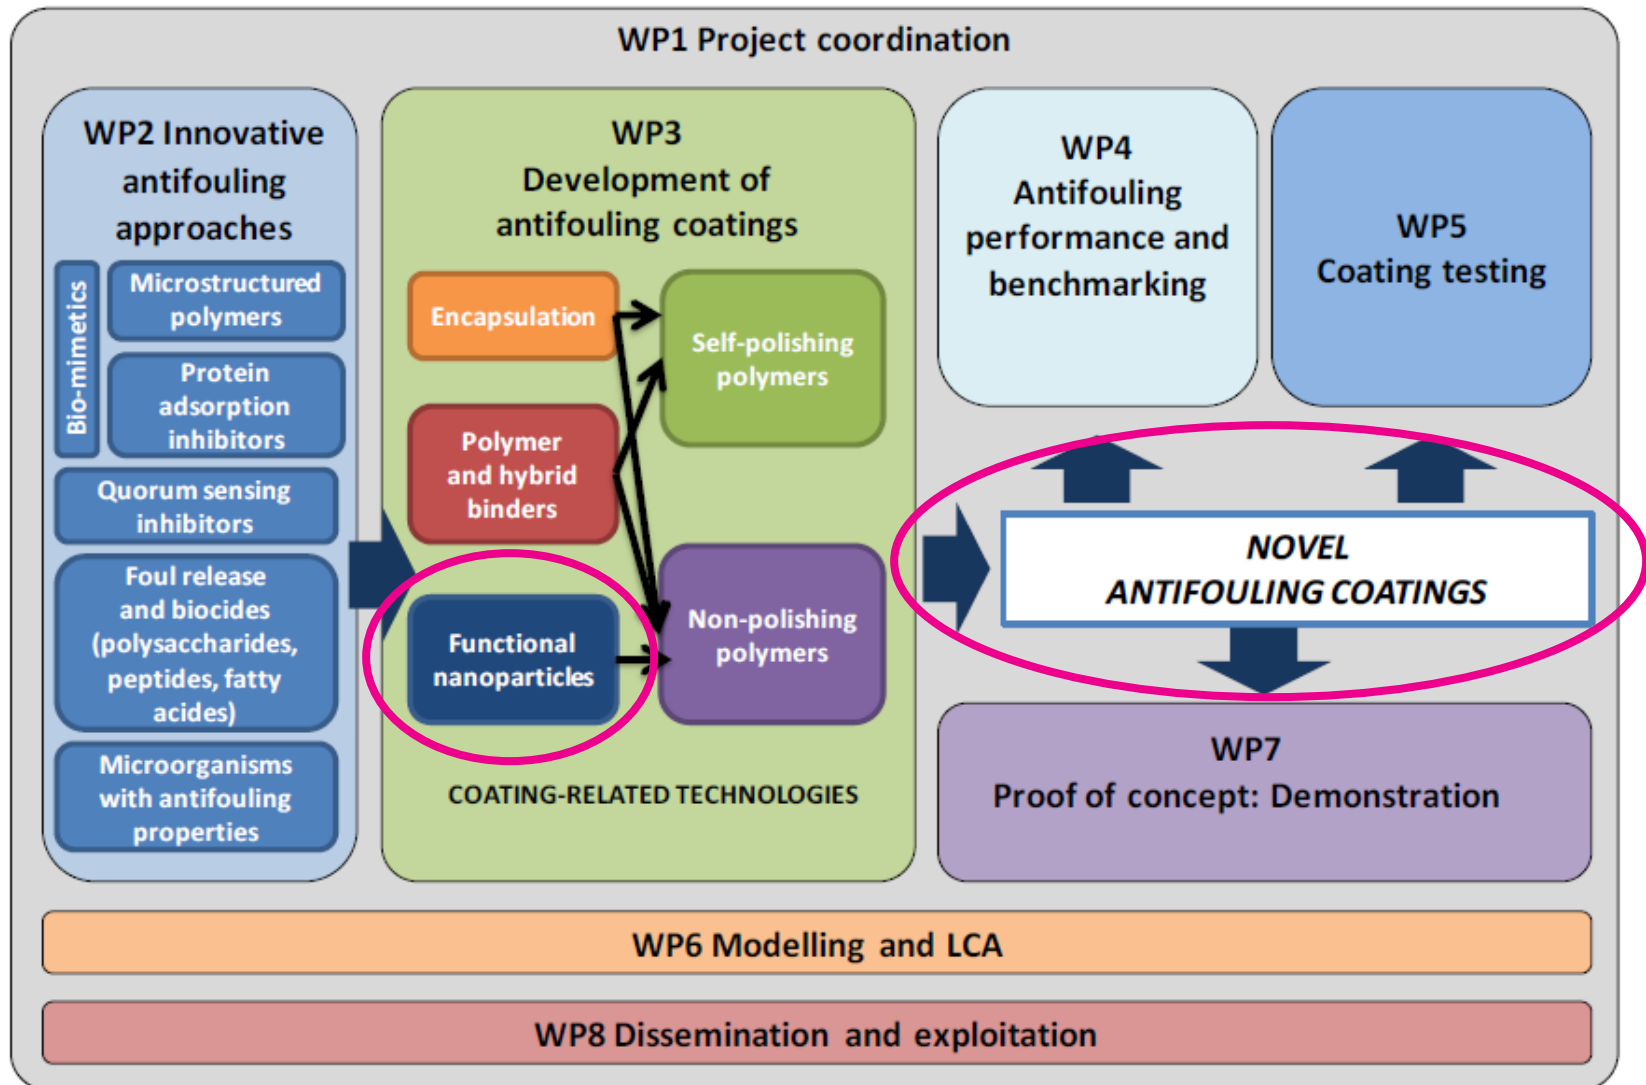 WP1 Project coordination
WP2 Innovative
antifouling
approaches
Bio-mimetics
Microstructured
polymers
Protein
adsorption
inhibitors
Quorum sensing
inhibitors
Foul release
and biocides
(polysaccharides,
peptides, fatty
acides)
Microorganisms
with antifouling
properties
WP3
Development of
antifouling coatings
Encapsulation
Polymer
and hybrid
binders
Functional
nanoparticles
Self-polishing
polymers
Non-polishing
polymers
COATING-RELATED TECHNOLOGIES
WP4
Antifouling
performance and
benchmarking
WP5
Coating testing
NOVEL
ANTIFOULING COATINGS
WP7
Proof of concept: Demonstration
WP6 Modelling and LCA
WP8 Dissemination and exploitation